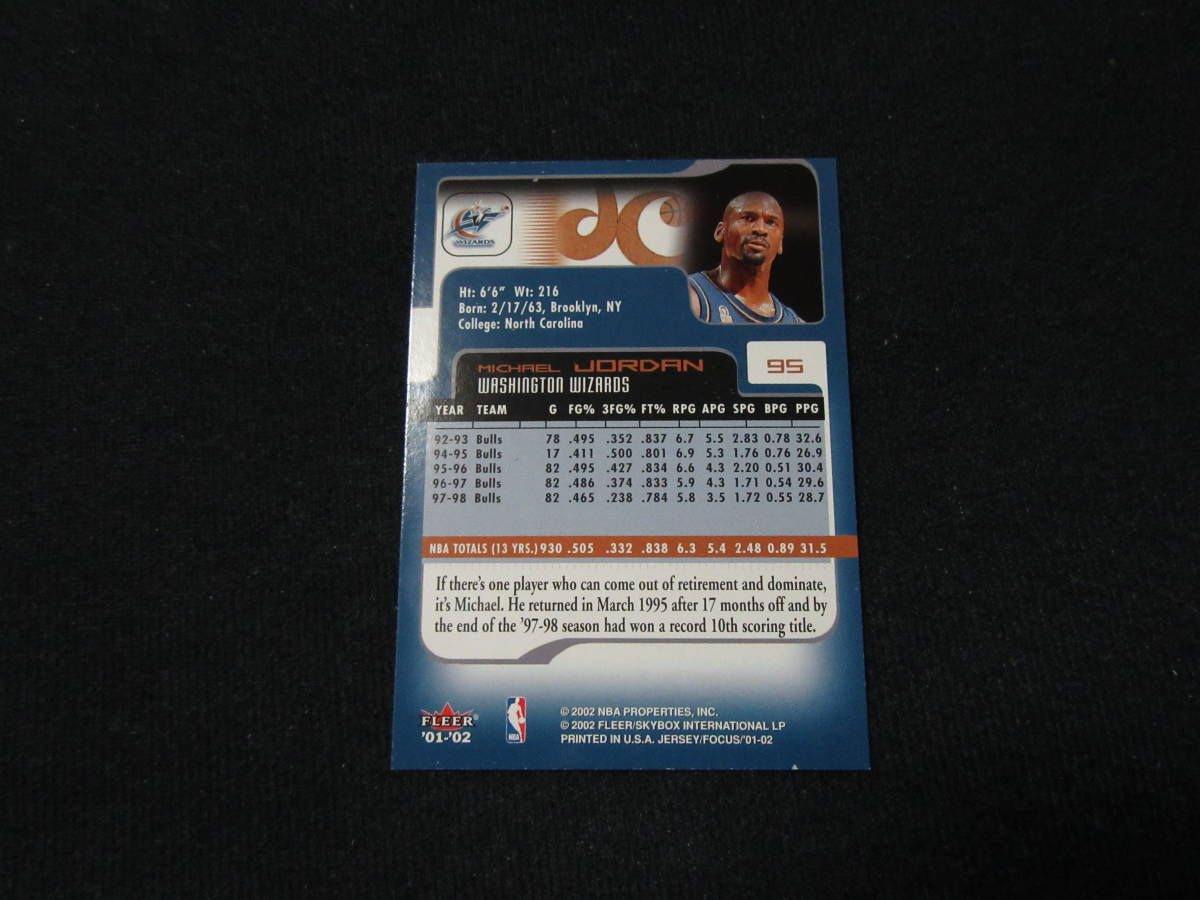 WIZARDS
dc
Ht: 6'6" Wt: 216
Born: 2/17/63, Brooklyn, NY
College: North Carolina
MICHAEL JORDAN
95
WASHINGTON WIZARDS
YEAR TEAM G FG% 3FG% FT% RPG APG SPG BPG PPG
92-93 Bulls 78 .495 .352 .837 6.7 5.5 2.83 0.78 32.6
94-95 Bulls 17 .411 .500 .801 6.9 5.3 1.76 0.76 26.9
95-96 Bulls 82 .495 .427 .834 6.6 4.3 2.20 0.51 30.4
96-97 Bulls 82 .486 .374 .833 5.9 4.3 1.71 0.54 29.6
97-98 Bulls 82 .465 .238 .784 5.8 3.5 1.72 0.55 28.7
NBA TOTALS (13 YRS.) 930 .505 .332 .838 6.3 5.4 2.48 0.89 31.5
If there's one player who can come out of retirement and dominate,
it's Michael. He returned in March 1995 after 17 months off and by
the end of the '97-98 season had won a record 10th scoring title.
FLEER®
'01-'02
NBA
© 2002 NBA PROPERTIES, INC.
© 2002 FLEER/SKYBOX INTERNATIONAL LP
PRINTED IN U.S.A. JERSEY/FOCUS/'01-02